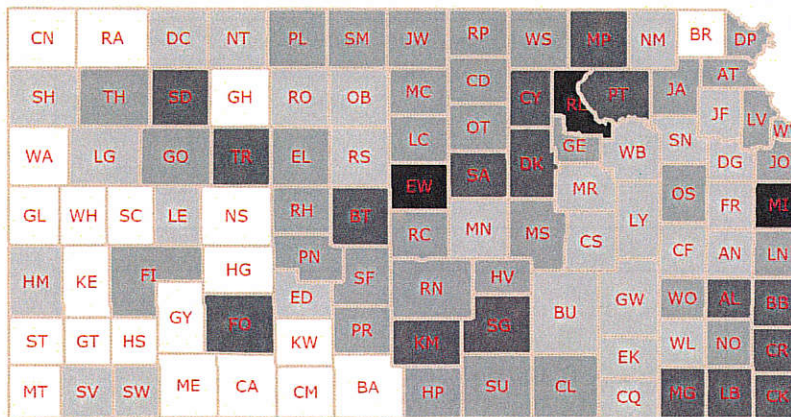 CN RA DC NT PL SM JW RP WS MP NM BR DP
SH TH SD GH RO OB MC CD CY RL PT JA AT
WA LG GO TR EL RS LC OT GE WB SN JF LV WY
GL WH SC LE NS RH BT EW SA DK MR DG JO
HM KE FI HG PN SF RC MN MS CS LY OS FR MI
ST GT HS GY FO ED PR RN HV BU GW CF AN LN
MT SV SW ME CA KW CM BA KM SG EK WO AL BB
HP SU CL CQ WL NO CR
MG LB CK